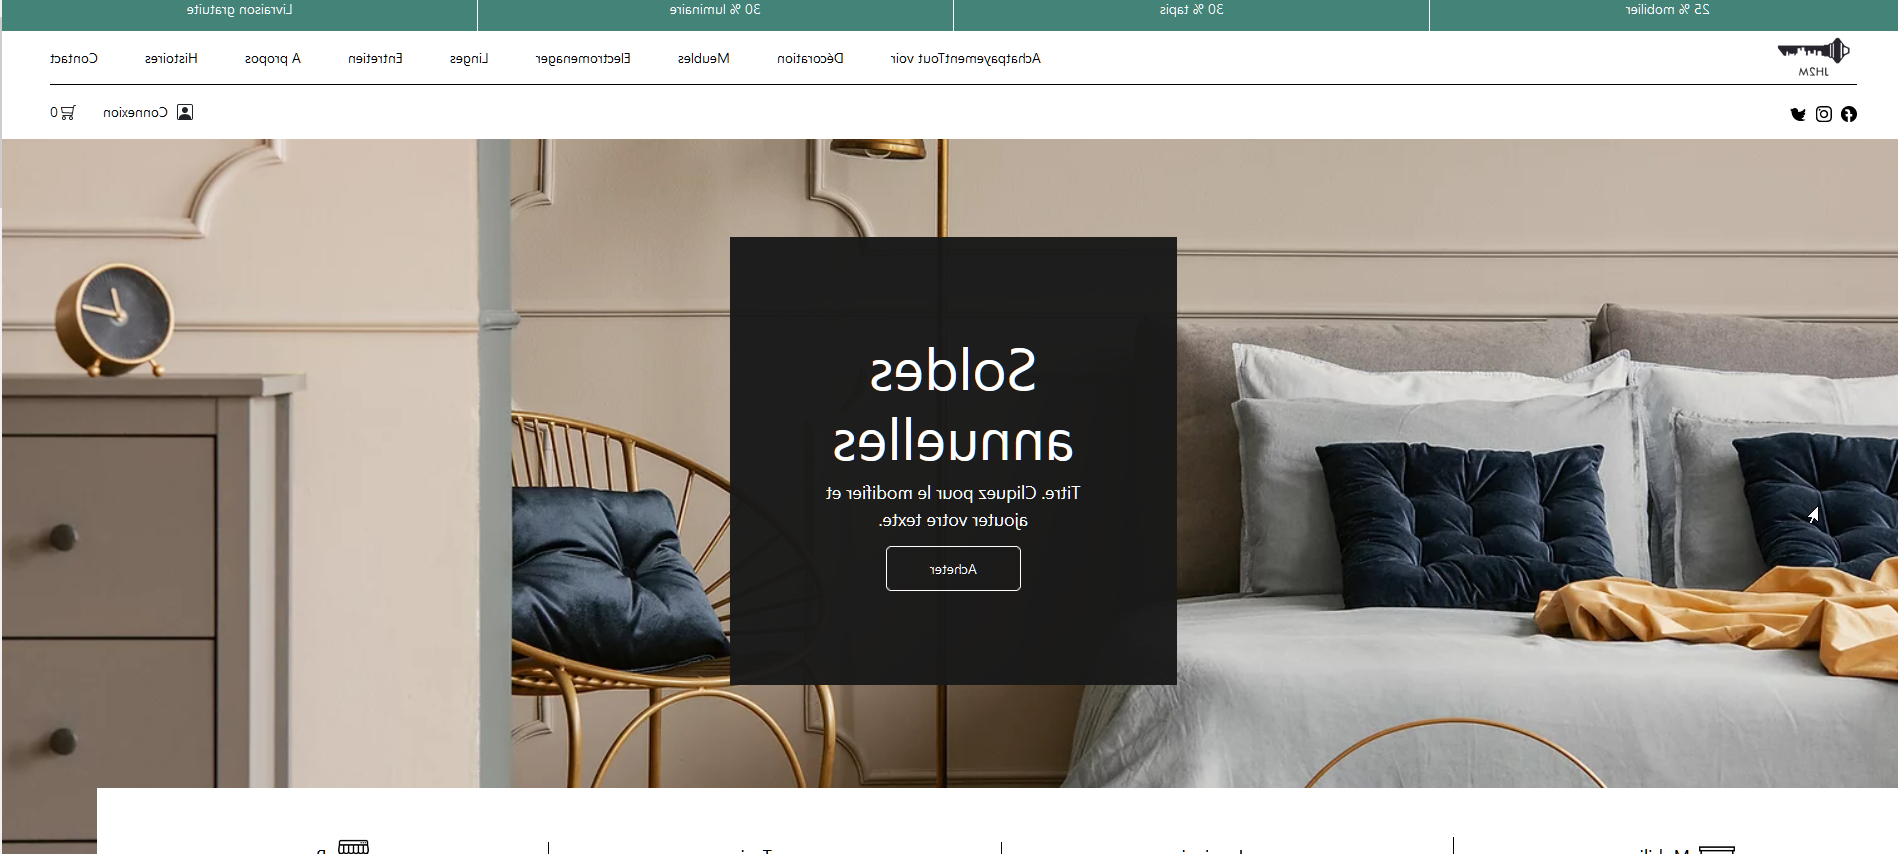 25 % mobilier
30 % tapis
30 % luminaire
Livraison gratuite
JH2M
AchatpayementTout voir
Décoration
Meubles
Electromenager
Linges
Entretien
A propos
Histoires
Contact
Connexion
0
Soldes
annuelles
Titre. Cliquez pour le modifier et
ajouter votre texte.
Acheter